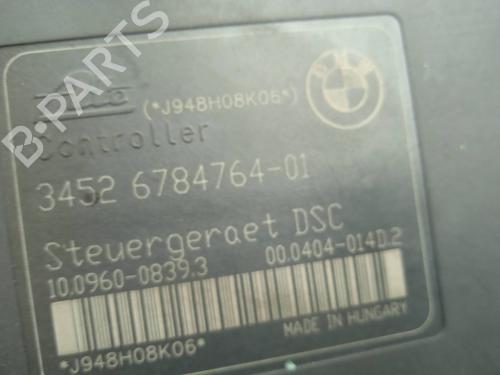 (*J948H08K06*)
BMW
Controller
3452 6784764-01
Steuergeraet DSC
10.0960-0839.3 00.0404-014D.2
*J948H08K06*
MADE IN HUNGARY
B-PARTS